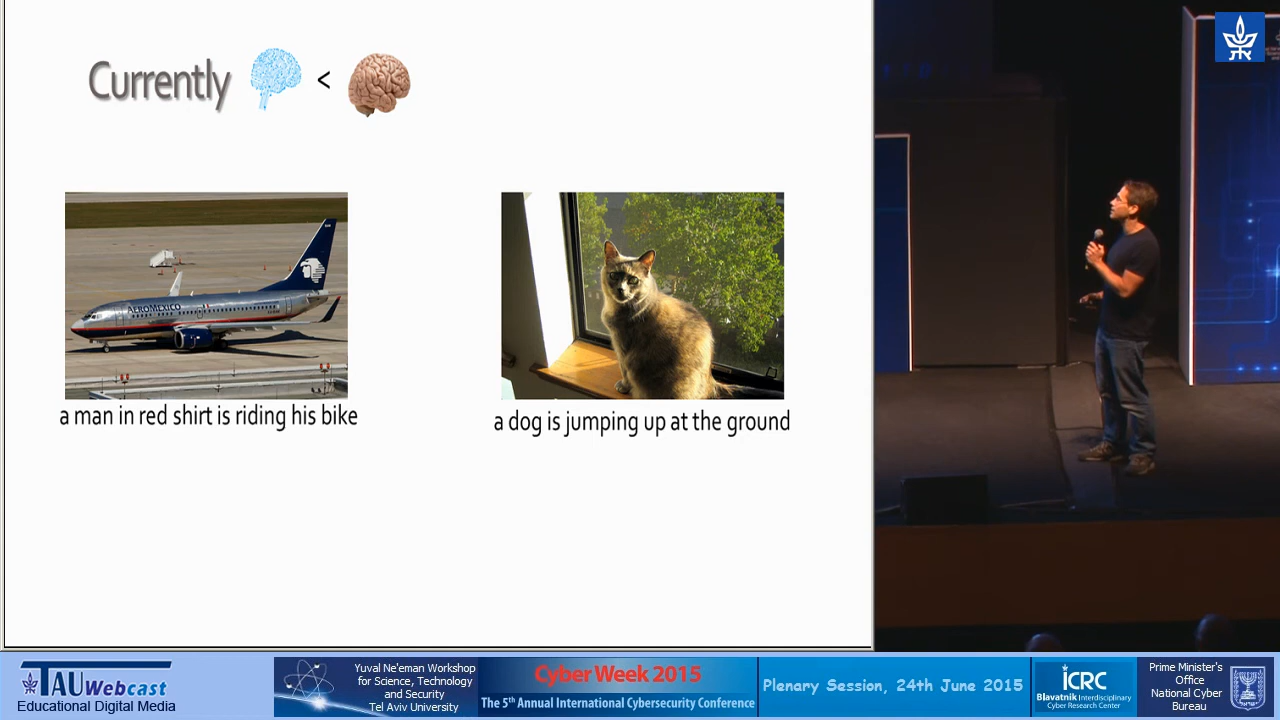 Currently <
AEROMEXICO
a man in red shirt is riding his bike
a dog is jumping up at the ground
את
TAU Webcast
Educational Digital Media
Yuval Ne'eman Workshop
for Science, Technology
and Security
Tel Aviv University
Cyber Week 2015
The 5th Annual International Cybersecurity Conference
Plenary Session, 24th June 2015
iCRC
Blavatnik Interdisciplinary
Cyber Research Center
Prime Minister's
Office
National Cyber
Bureau